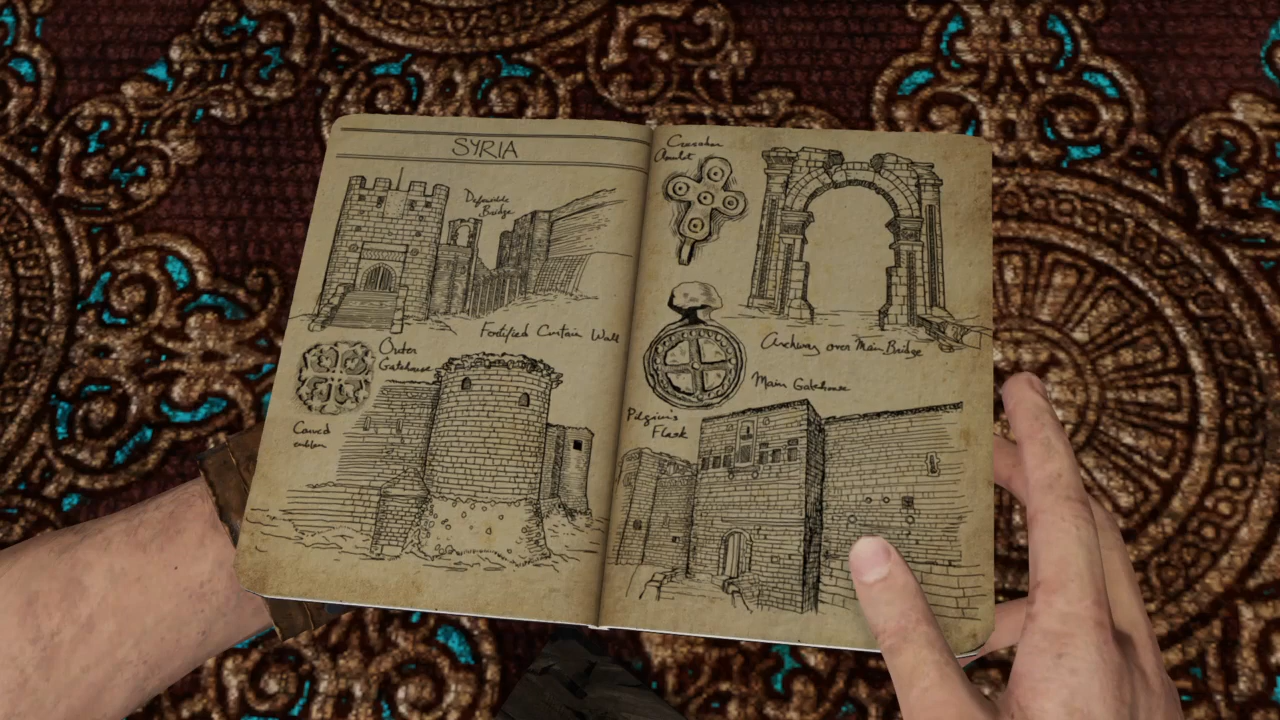 SYRIA
Defensible
Bridge
Fortified Curtain Wall
Outer
Gatehouse
Carved
emblem
Crusader
Amulet
Archway over Main Bridge
Main Gatehouse
Pilgrim's
Flask